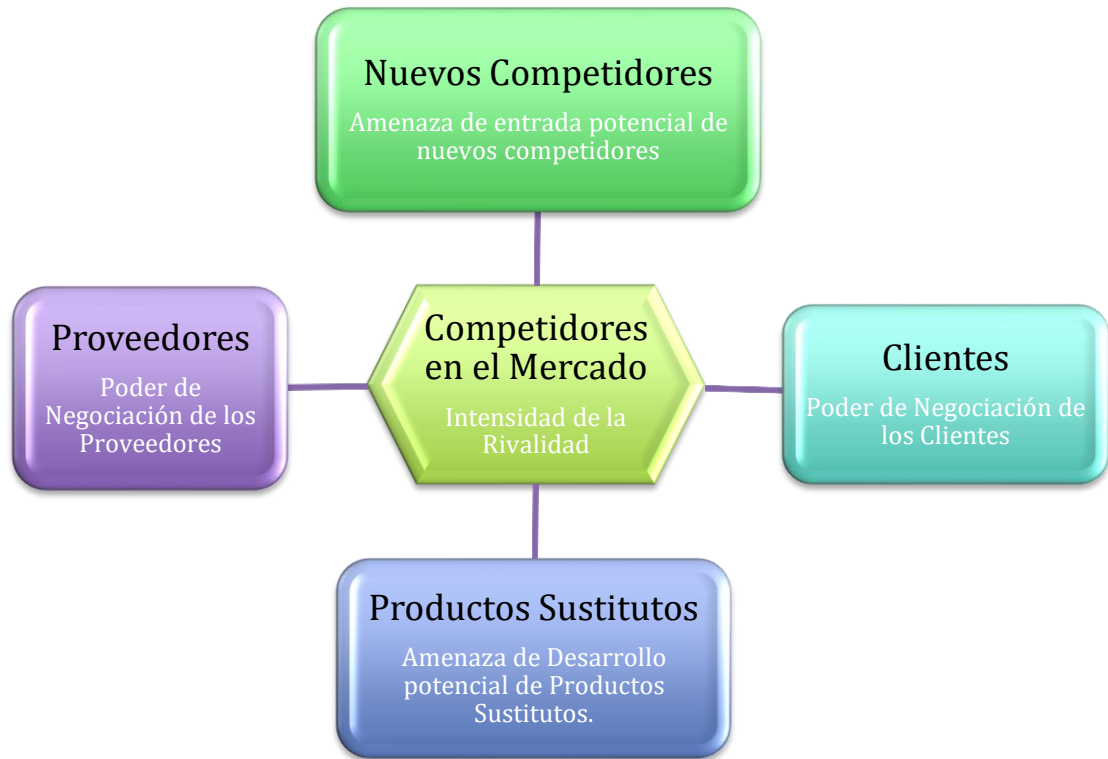 Nuevos Competidores
Amenaza de entrada potencial de
nuevos competidores
Proveedores
Poder de
Negociación de los
Proveedores
Competidores
en el Mercado
Intensidad de la
Rivalidad
Clientes
Poder de Negociación de
los Clientes
Productos Sustitutos
Amenaza de Desarrollo
potencial de Productos
Sustitutos.